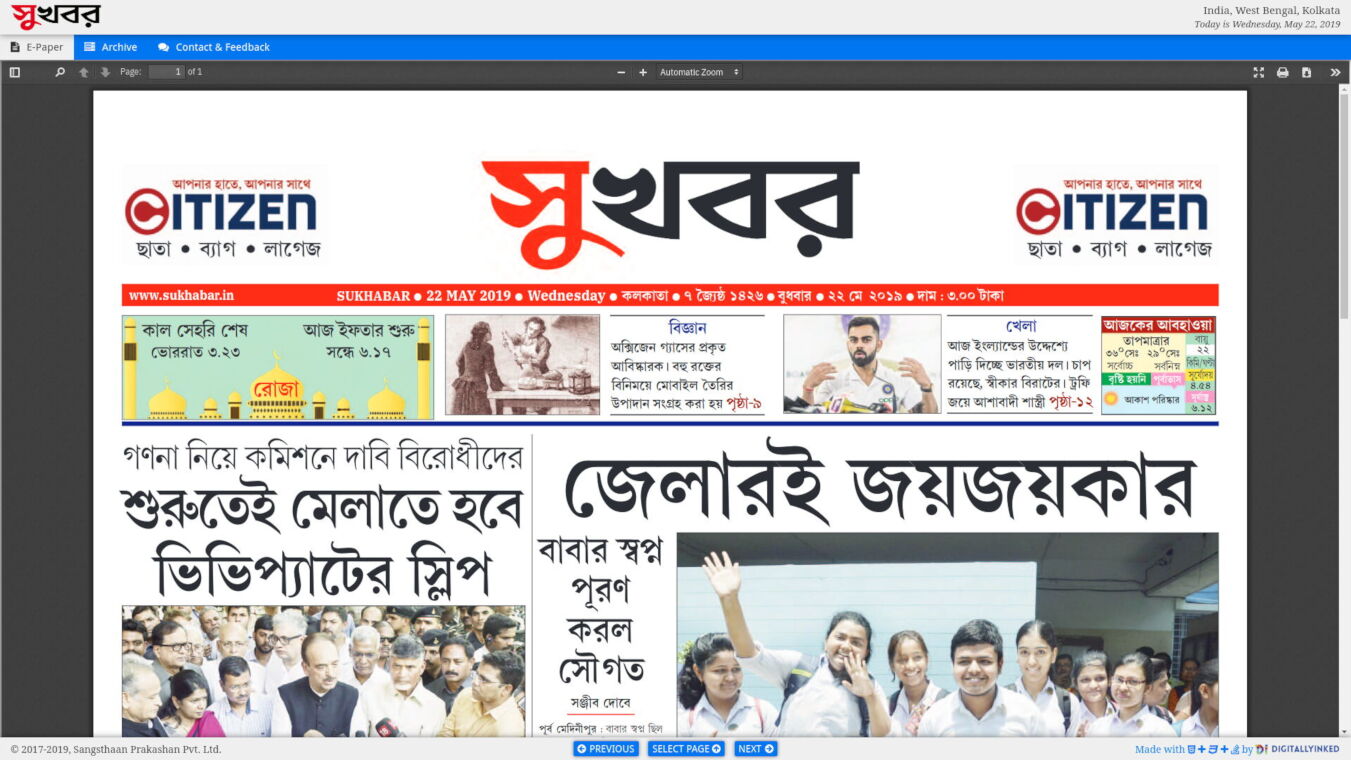 সুখবর
India, West Bengal, Kolkata
Today is Wednesday, May 22, 2019
E-Paper Archive Contact & Feedback
Page: 1 of 1
Automatic Zoom
আপনার হাতে, আপনার সাথে
CITIZEN
ছাতা ● ব্যাগ ● লাগেজ
সুখবর
আপনার হাতে, আপনার সাথে
CITIZEN
ছাতা ● ব্যাগ ● লাগেজ
www.sukhabar.in
SUKHABAR ● 22 MAY 2019 ● Wednesday ● কলকাতা ● ৭ জ্যৈষ্ঠ ১৪২৬ ● বুধবার ● ২২ মে ২০১৯ ● দাম : ৩.০০ টাকা
কাল সেহরি শেষ
ভোররাত ৩.২৩
আজ ইফতার শুরু
সন্ধে ৬.১৭
রোজা
বিজ্ঞান
অক্সিজেন গ্যাসের প্রকৃত
আবিষ্কারক। বহু রক্তের
বিনিময়ে মোবাইল তৈরির
উপাদান সংগ্রহ করা হয় পৃষ্ঠা-৯
খেলা
আজ ইংল্যান্ডের উদ্দেশ্যে
পাড়ি দিচ্ছে ভারতীয় দল। চাপ
রয়েছে, স্বীকার বিরাটের। ট্রফি
জয়ে আশাবাদী শাস্ত্রী পৃষ্ঠা-১২
আজকের আবহাওয়া
তাপমাত্রার
৩৬°সেঃ ২৯°সেঃ
সর্বোচ্চ সর্বনিম্ন
বৃষ্টি হয়নি পূর্বাভাস
আকাশ পরিষ্কার
বায়ু
২২
কিমি/ঘন্টা
সূর্যোদয়
৪.৫৪
সূর্যাস্ত
৬.১২
গণনা নিয়ে কমিশনে দাবি বিরোধীদের
শুরুতেই মেলাতে হবে
ভিভিপ্যাটের স্লিপ
জেলারই জয়জয়কার
বাবার স্বপ্ন
পূরণ
করল
সৌগত
সঞ্জীব দোবে
পূর্ব মেদিনীপুর : বাবার স্বপ্ন ছিল
© 2017-2019, Sangsthaan Prakashan Pvt. Ltd.
PREVIOUS SELECT PAGE NEXT
Made with + + by DIGITALLYINKED